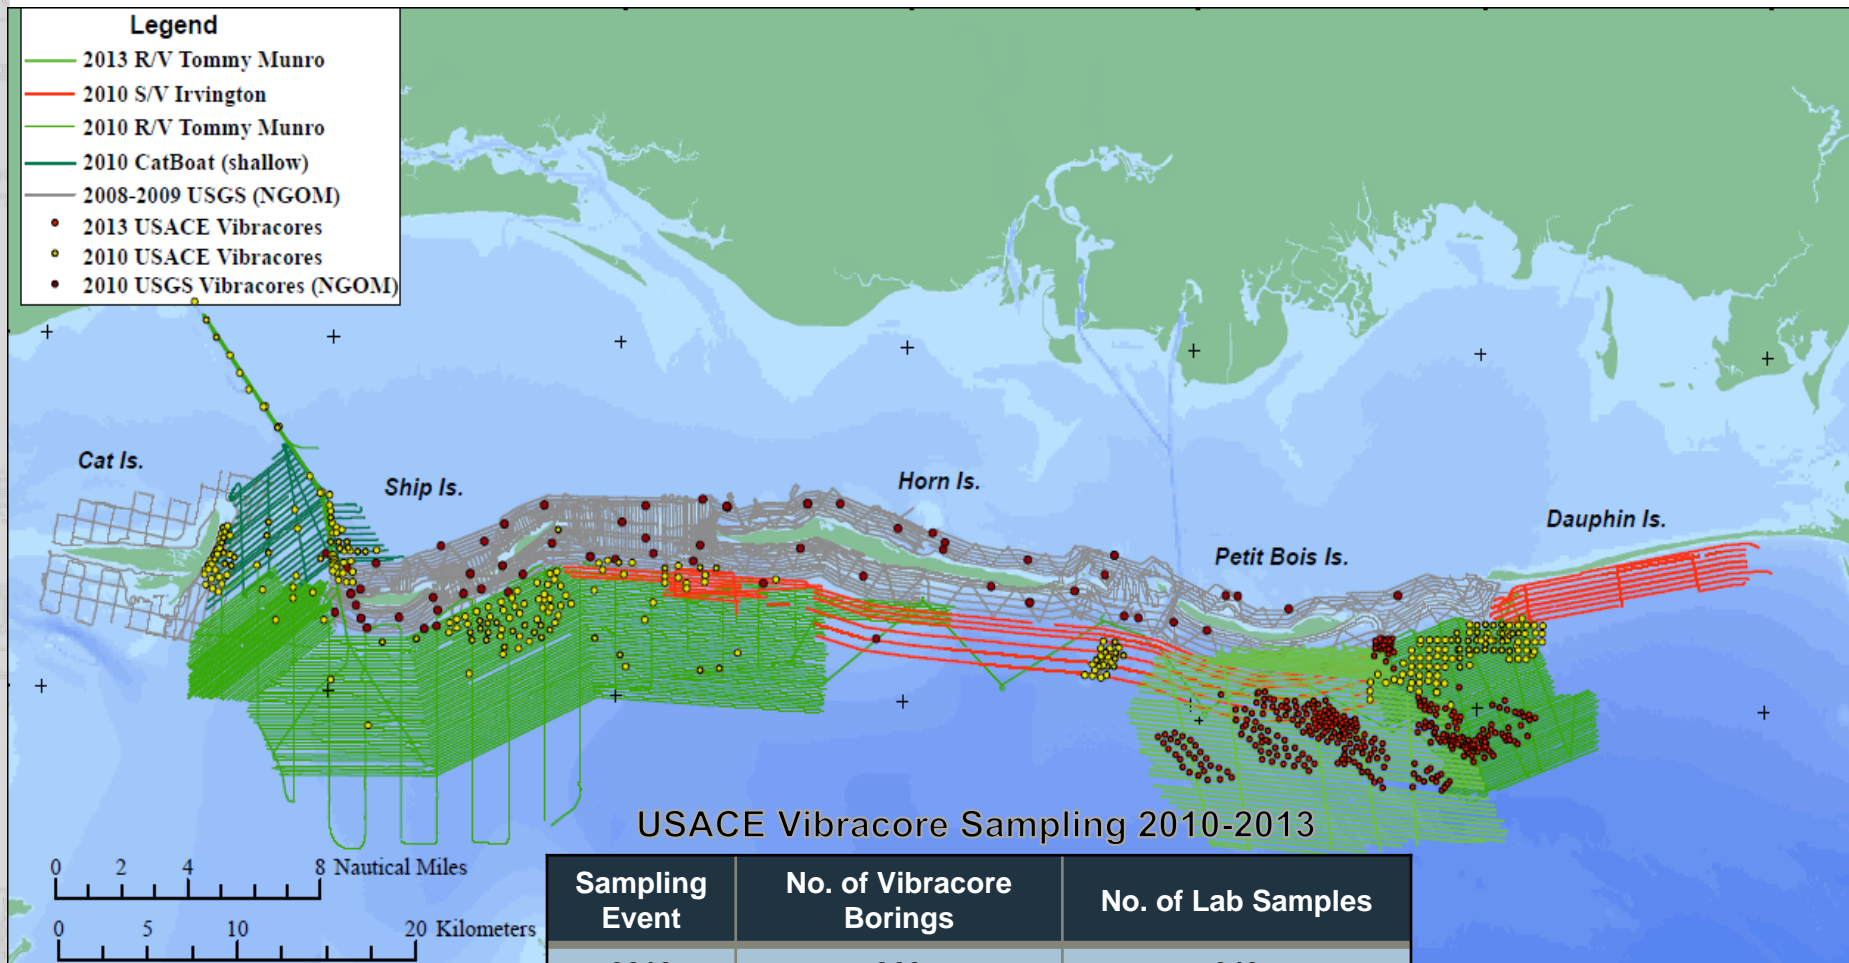 Legend
2013 R/V Tommy Munro
2010 S/V Irvington
2010 R/V Tommy Munro
2010 CatBoat (shallow)
2008-2009 USGS (NGOM)
2013 USACE Vibracores
2010 USACE Vibracores
2010 USGS Vibracores (NGOM)
Cat Is.
Ship Is.
Horn Is.
Petit Bois Is.
Dauphin Is.
USACE Vibracore Sampling 2010-2013
0 2 4 8 Nautical Miles
0 5 10 20 Kilometers
Sampling Event
No. of Vibracore Borings
No. of Lab Samples